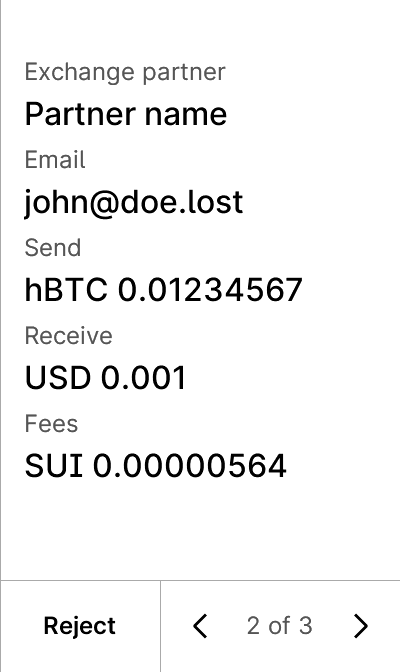 Exchange partner
Partner name
Email
john@doe.lost
Send
hBTC 0.01234567
Receive
USD 0.001
Fees
SUI 0.00000564
Reject
2 of 3